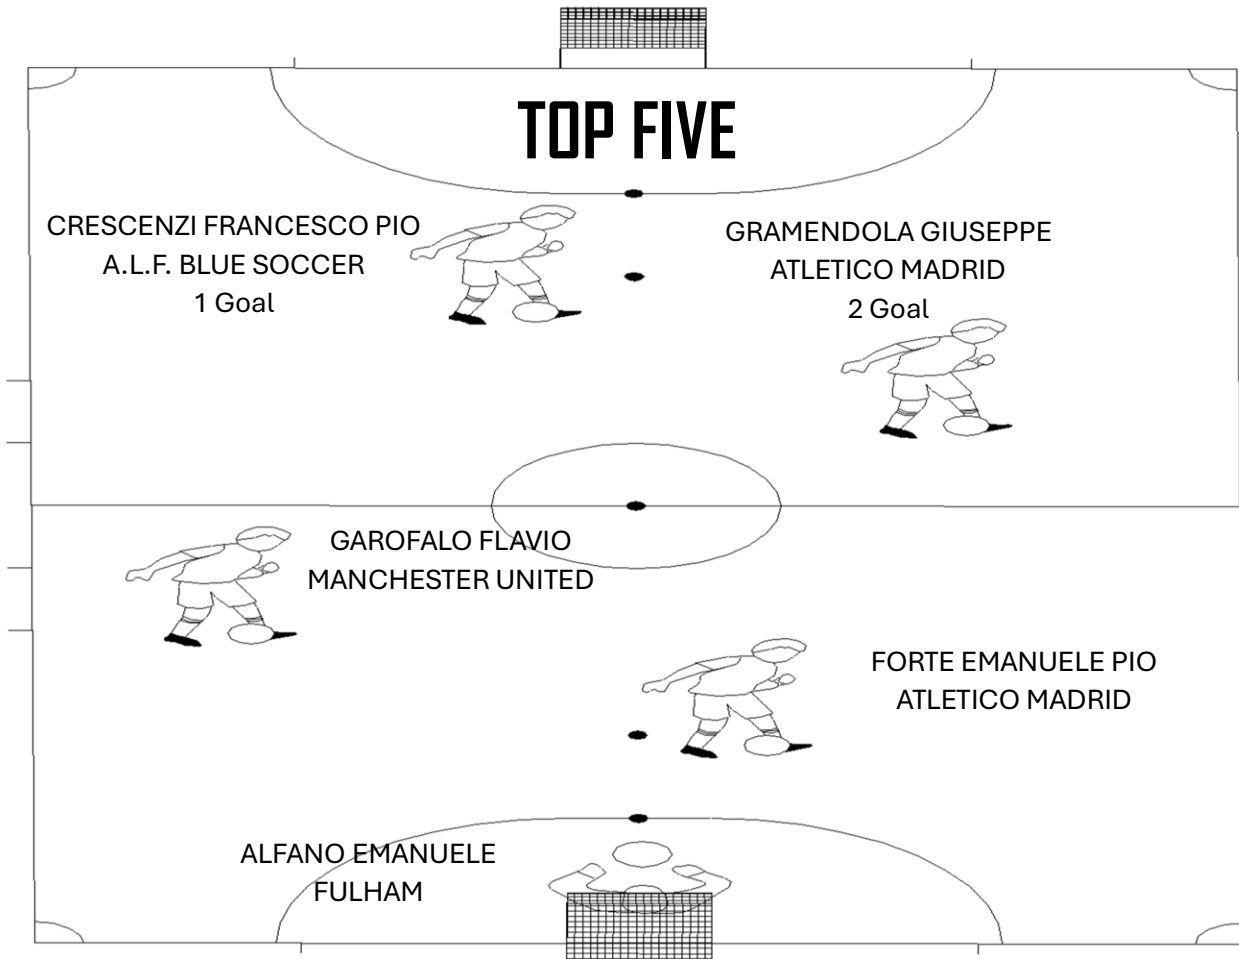 TOP FIVE
CRESCENZI FRANCESCO PIO
A.L.F. BLUE SOCCER
1 Goal
GRAMENDOLA GIUSEPPE
ATLETICO MADRID
2 Goal
GAROFALO FLAVIO
MANCHESTER UNITED
FORTE EMANUELE PIO
ATLETICO MADRID
ALFANO EMANUELE
FULHAM